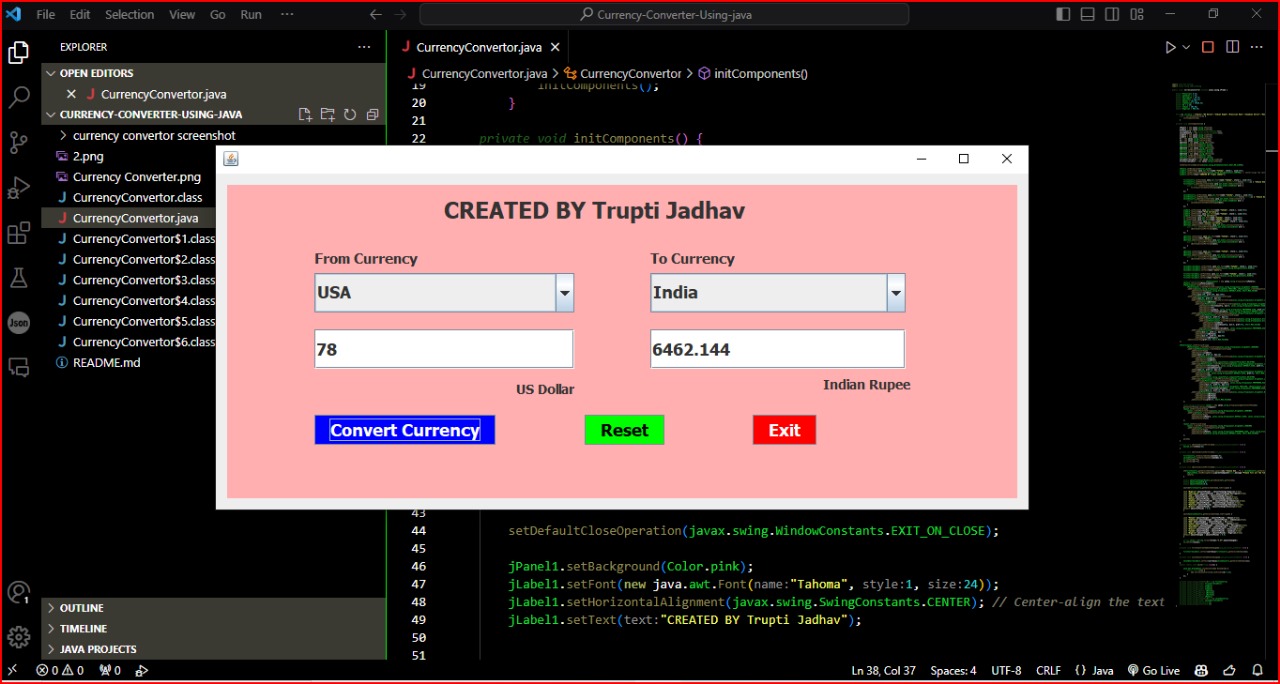 File Edit Selection View Go Run ··· Currency-Converter-Using-java
EXPLORER ···
OPEN EDITORS
CurrencyConvertor.java
CURRENCY-CONVERTER-USING-JAVA
currency convertor screenshot
2.png
Currency Converter.png
J CurrencyConvertor.class
J CurrencyConvertor.java
J CurrencyConvertor$1.class
J CurrencyConvertor$2.class
J CurrencyConvertor$3.class
J CurrencyConvertor$4.class
J CurrencyConvertor$5.class
J CurrencyConvertor$6.class
README.md
OUTLINE
TIMELINE
JAVA PROJECTS
Json
1
J CurrencyConvertor.java
J CurrencyConvertor.java > CurrencyConvertor > initComponents()
19 initComponents();
20 }
21
22 private void initComponents() {
CREATED BY Trupti Jadhav
From Currency To Currency
USA India
78 6462.144
US Dollar Indian Rupee
Convert Currency Reset Exit
43
44 setDefaultCloseOperation(javax.swing.WindowConstants.EXIT_ON_CLOSE);
45
46 jPanel1.setBackground(Color.pink);
47 jLabel1.setFont(new java.awt.Font(name:"Tahoma", style:1, size:24));
48 jLabel1.setHorizontalAlignment(javax.swing.SwingConstants.CENTER); // Center-align the text
49 jLabel1.setText(text:"CREATED BY Trupti Jadhav");
50
51
0 0 0 Ln 38, Col 37 Spaces: 4 UTF-8 CRLF {} Java Go Live